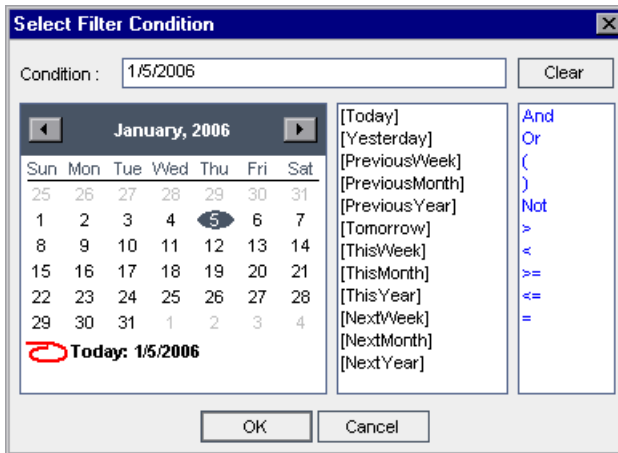 Select Filter Condition
Condition : 1/5/2006 Clear
January, 2006
Sun Mon Tue Wed Thu Fri Sat
25 26 27 28 29 30 31
1 2 3 4 5 6 7
8 9 10 11 12 13 14
15 16 17 18 19 20 21
22 23 24 25 26 27 28
29 30 31 1 2 3 4
Today: 1/5/2006
[Today]
[Yesterday]
[PreviousWeek]
[PreviousMonth]
[PreviousYear]
[Tomorrow]
[ThisWeek]
[ThisMonth]
[ThisYear]
[NextWeek]
[NextMonth]
[NextYear]
And
Or
(
)
Not
>
<
>=
<=
=
OK Cancel